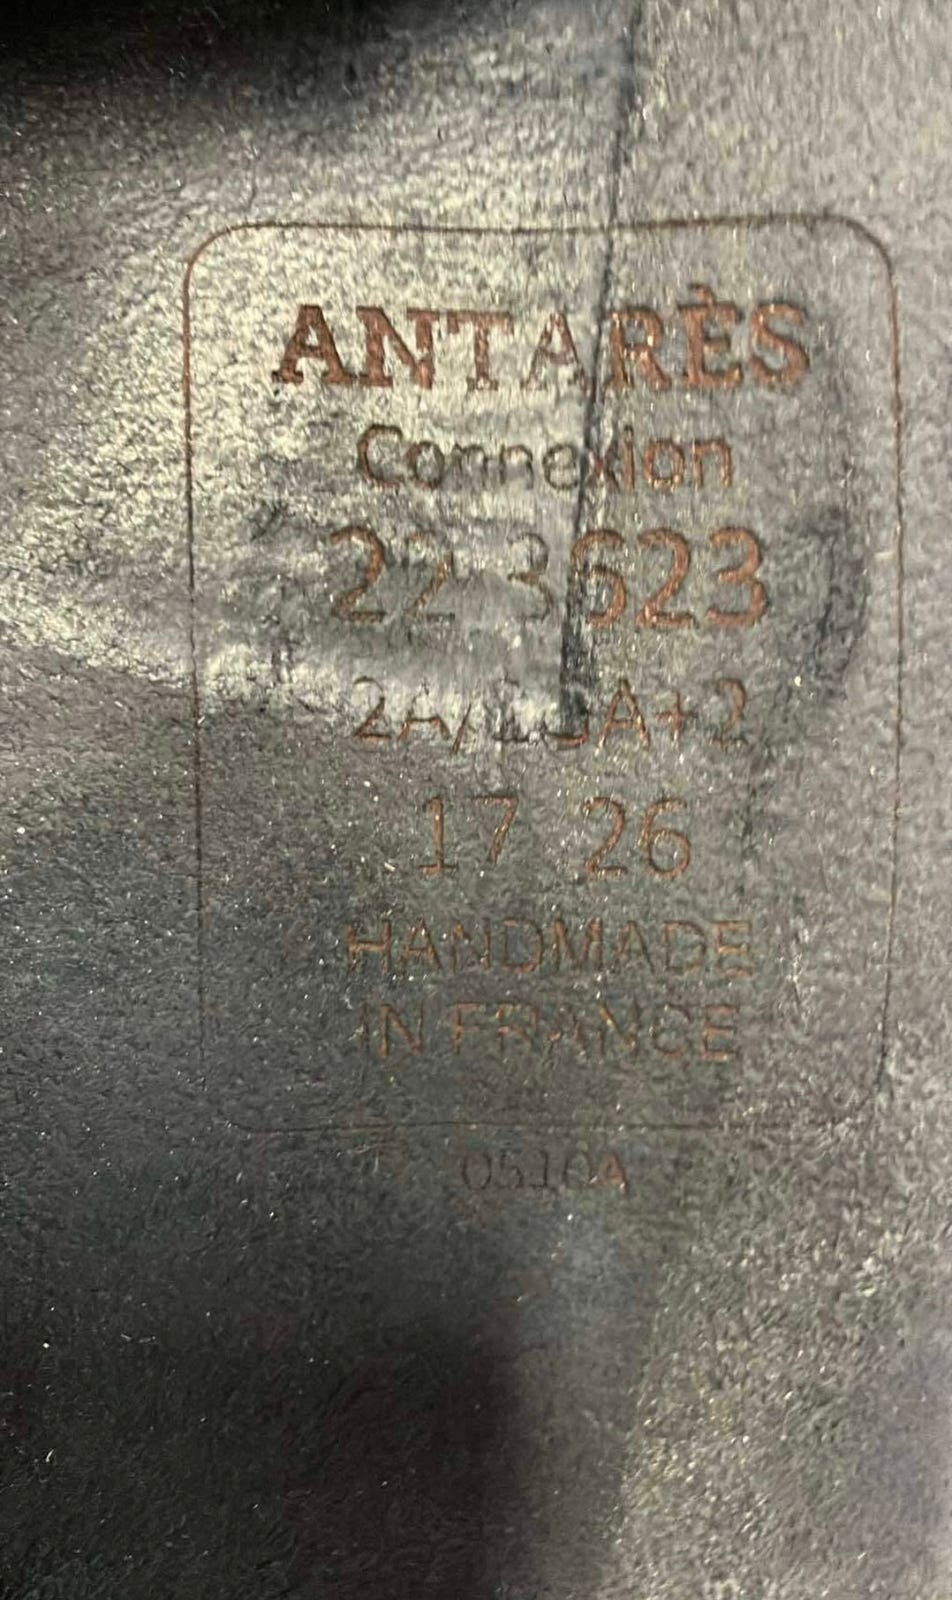 ANTARÈS
Connexion
22 3623
17 26
HANDMADE
IN FRANCE
0510A